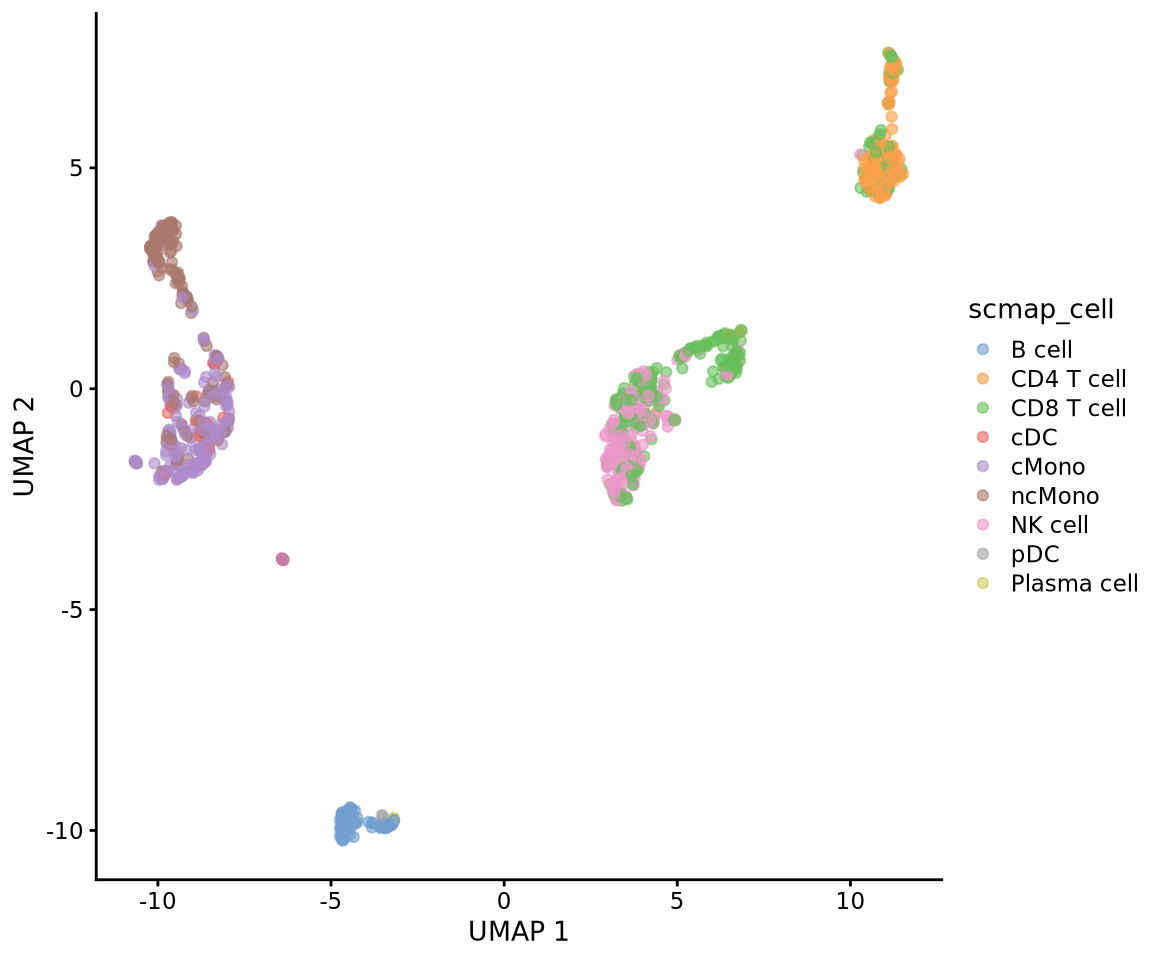 5
0
-5
-10
UMAP 2
-10
-5
0
5
10
UMAP 1
scmap_cell
B cell
CD4 T cell
CD8 T cell
cDC
cMono
ncMono
NK cell
pDC
Plasma cell